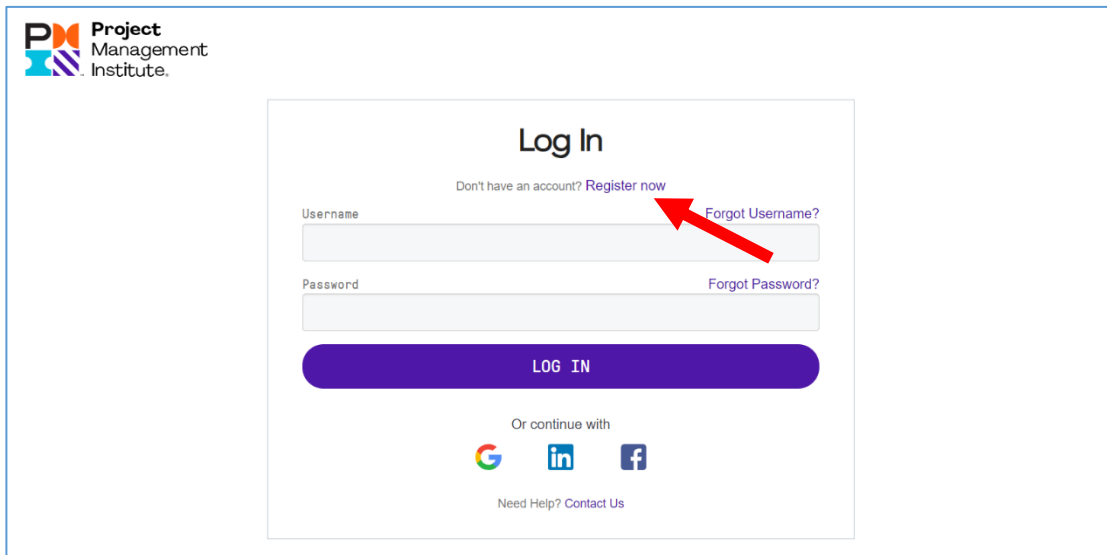 Project
Management
Institute.
Log In
Don't have an account? Register now
Username Forgot Username?
Password Forgot Password?
LOG IN
Or continue with
Need Help? Contact Us